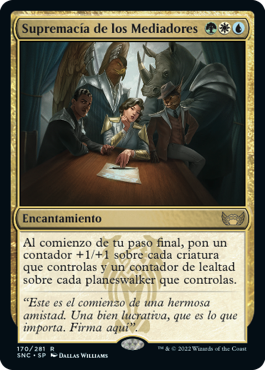 Supremacía de los Mediadores
Encantamiento
Al comienzo de tu paso final, pon un
contador +1/+1 sobre cada criatura
que controlas y un contador de lealtad
sobre cada planeswalker que controlas.
“Este es el comienzo de una hermosa
amistad. Una bien lucrativa, que es lo que
importa. Firma aquí”.
170/281 R
SNC • SP DALLAS WILLIAMS
™ & © 2022 Wizards of the Coast